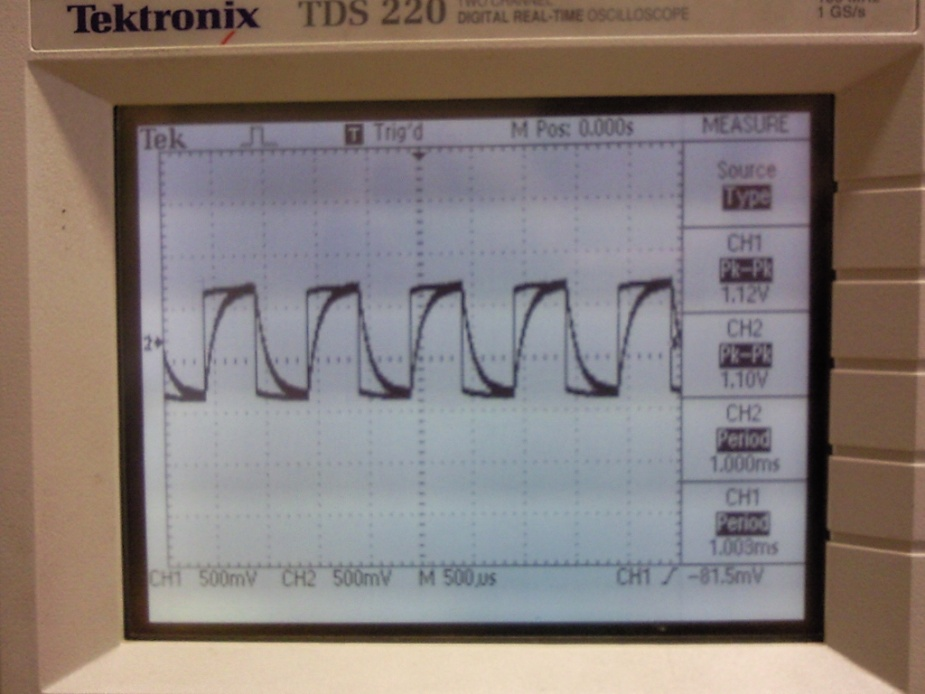 Tektronix TDS 220 TWO CHANNEL
DIGITAL REAL-TIME OSCILLOSCOPE
1 GS/s
Tek T Trig'd M Pos: 0.000s MEASURE
Source
Type
CH1
Pk-Pk
1.12V
2
CH2
Pk-Pk
1.10V
CH2
Period
1.000ms
CH1
Period
1.003ms
CH1 500mV CH2 500mV M 500µs CH1 -81.5mV